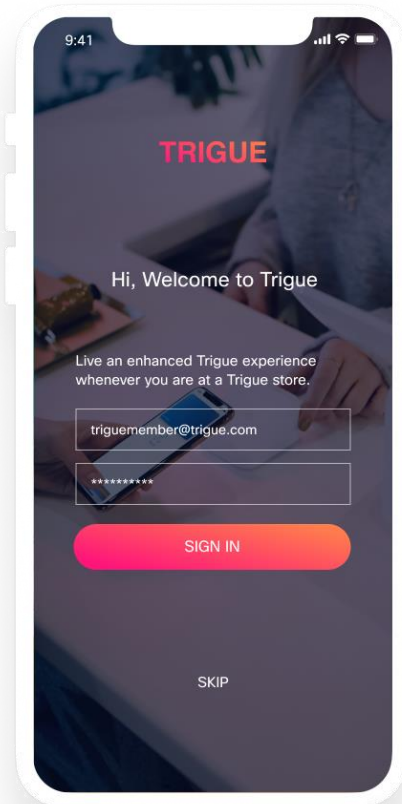 9:41
TRIGUE
Hi, Welcome to Trigue
Live an enhanced Trigue experience
whenever you are at a Trigue store.
triguemember@trigue.com
**********
SIGN IN
SKIP